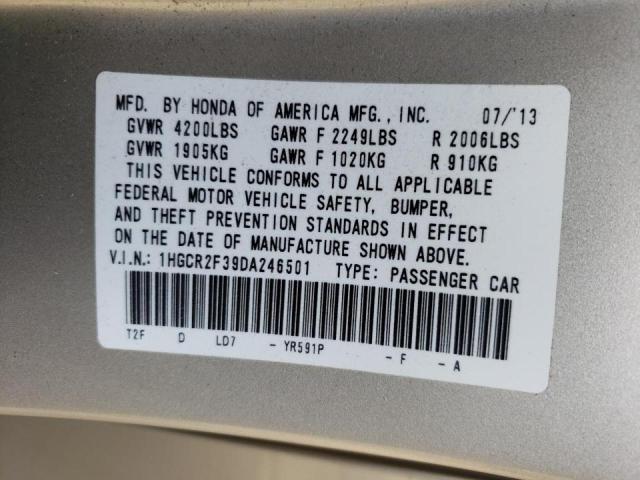 MFD. BY HONDA OF AMERICA MFG., INC. 07/'13
GVWR 4200LBS GAWR F 2249LBS R 2006LBS
GVWR 1905KG GAWR F 1020KG R 910KG
THIS VEHICLE CONFORMS TO ALL APPLICABLE
FEDERAL MOTOR VEHICLE SAFETY, BUMPER,
AND THEFT PREVENTION STANDARDS IN EFFECT
ON THE DATE OF MANUFACTURE SHOWN ABOVE.
V.I.N.: 1HGCR2F39DA246501 TYPE: PASSENGER CAR
T2F D LD7 - YR591P - F - A